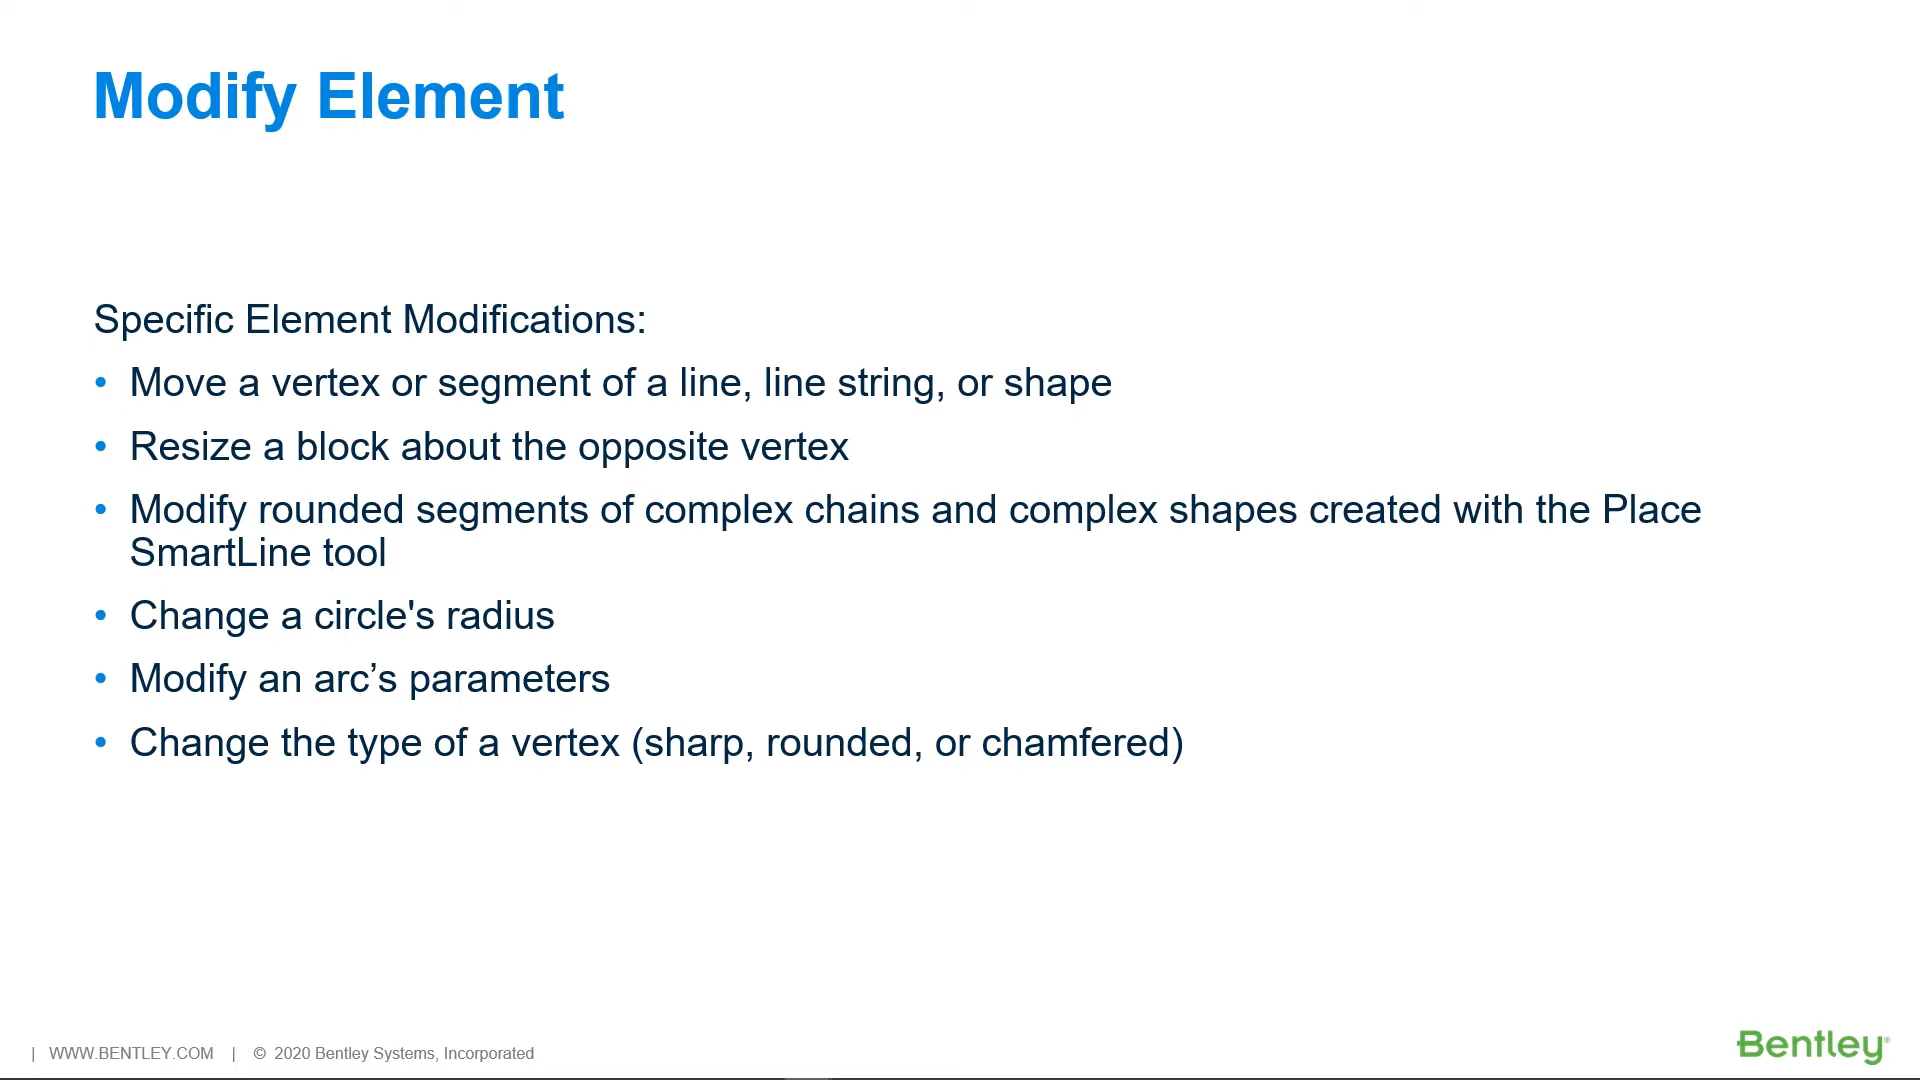 Modify Element
Specific Element Modifications:
• Move a vertex or segment of a line, line string, or shape
• Resize a block about the opposite vertex
• Modify rounded segments of complex chains and complex shapes created with the Place
SmartLine tool
• Change a circle's radius
• Modify an arc’s parameters
• Change the type of a vertex (sharp, rounded, or chamfered)
| WWW.BENTLEY.COM | © 2020 Bentley Systems, Incorporated
Bentley®